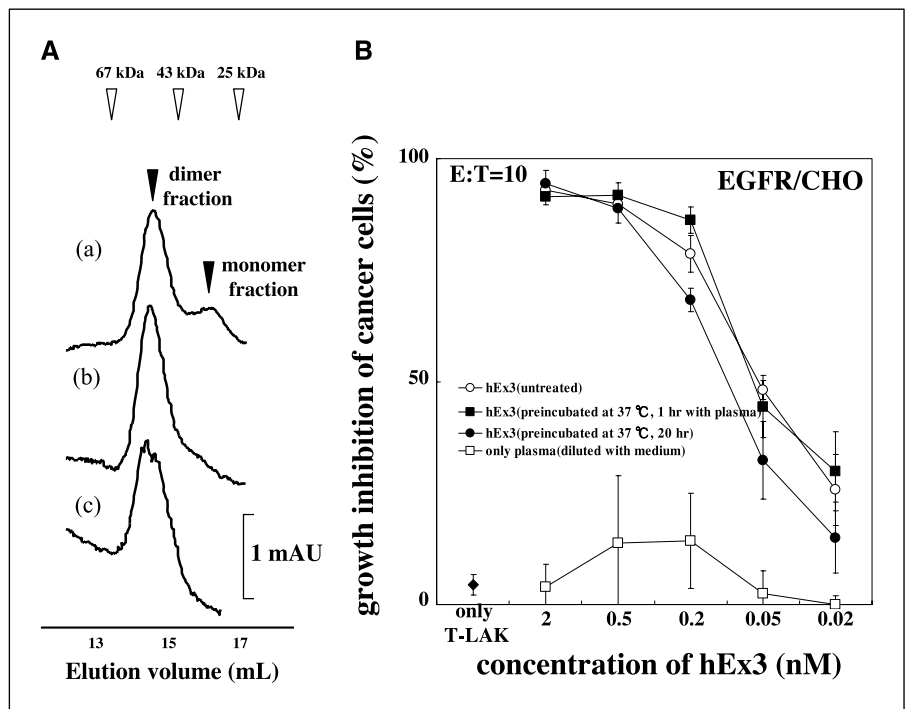 A
67 kDa 43 kDa 25 kDa
dimer
fraction
(a)
monomer
fraction
(b)
(c)
1 mAU
13 15 17
Elution volume (mL)
B
growth inhibition of cancer cells (%)
100
50
0
E:T=10 EGFR/CHO
hEx3(untreated)
hEx3(preincubated at 37 ℃, 1 hr with plasma)
hEx3(preincubated at 37 ℃, 20 hr)
only plasma(diluted with medium)
only
T-LAK
2 0.5 0.2 0.05 0.02
concentration of hEx3 (nM)